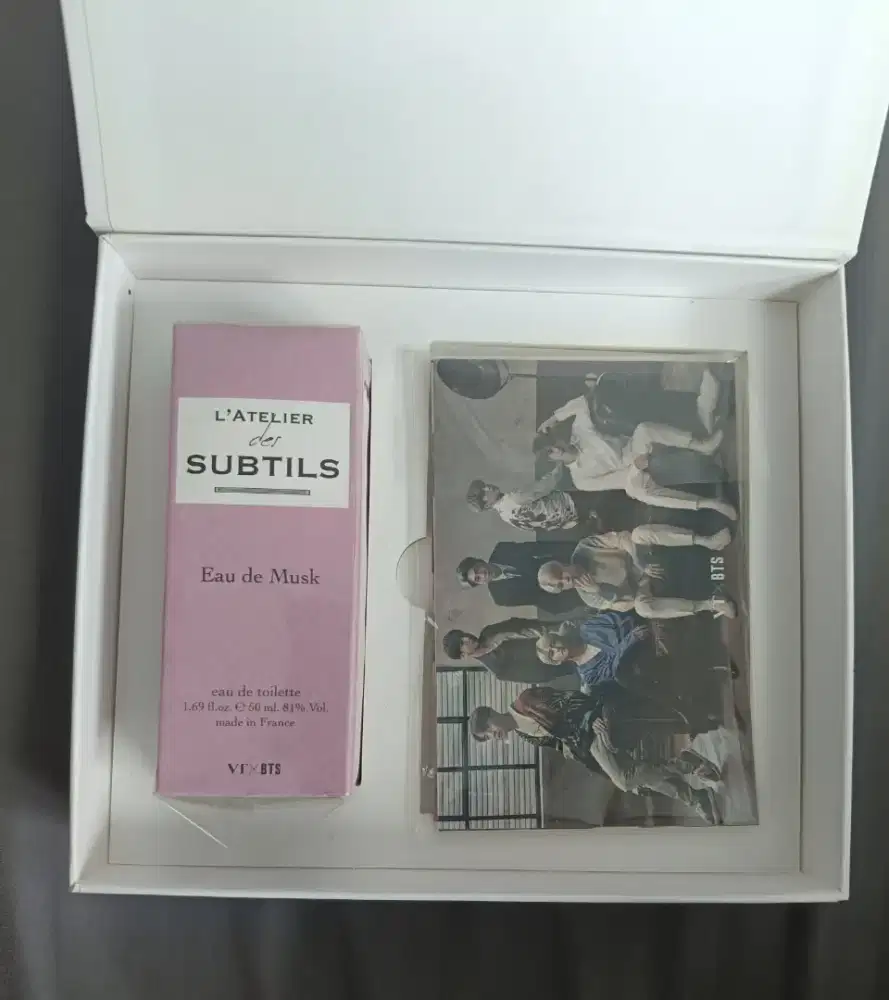 L'ATELIER
des
SUBTILS
Eau de Musk
eau de toilette
1.69 fl.oz. ℮ 50 ml. 81% Vol.
made in France
VT×BTS
VT×BTS